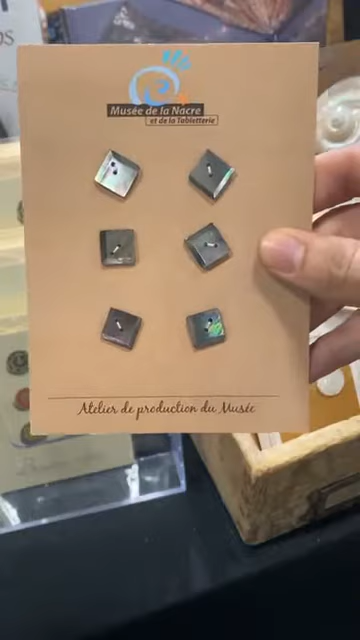 Musée de la Nacre
et de la Tabletterie
Atelier de production du Musée